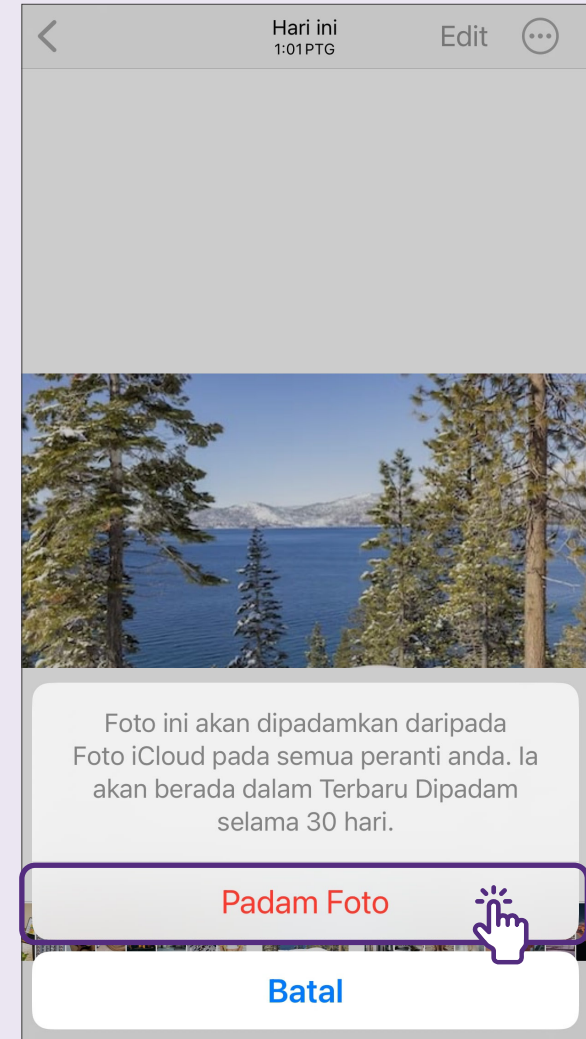 Hari ini
1:01 PTG
Edit
Foto ini akan dipadamkan daripada
Foto iCloud pada semua peranti anda. Ia
akan berada dalam Terbaru Dipadam
selama 30 hari.
Padam Foto
Batal